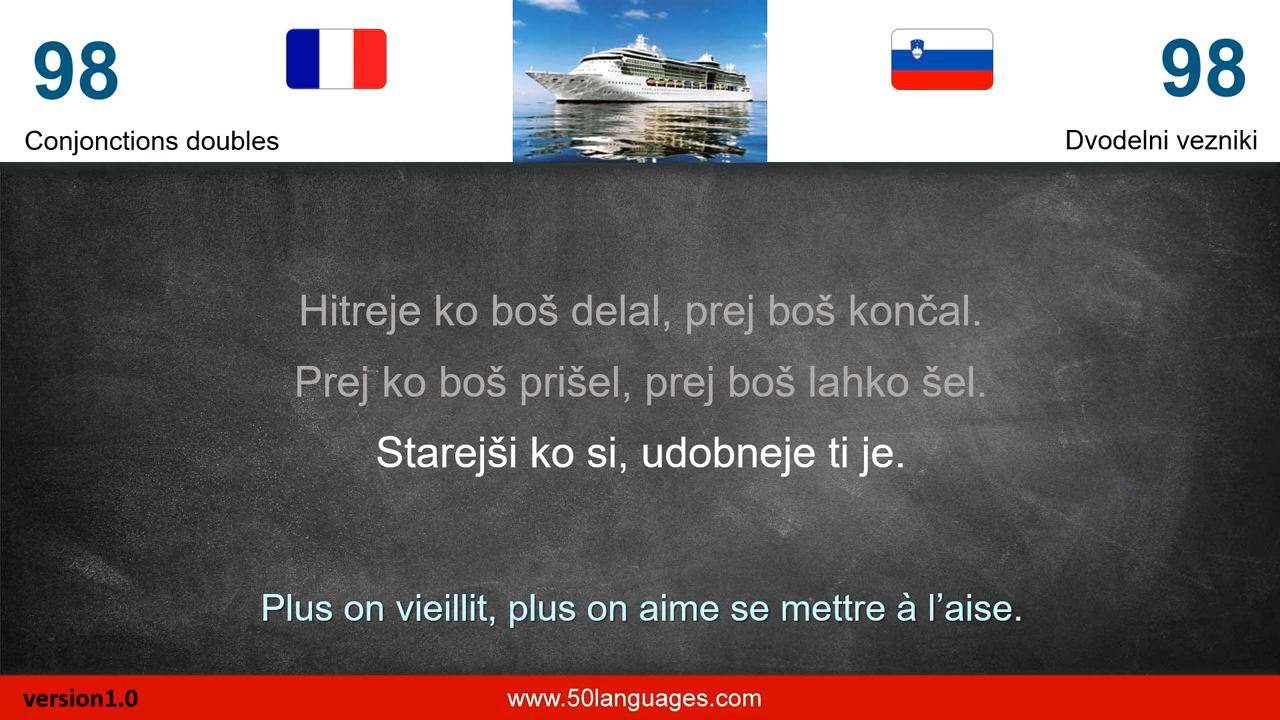 98
98
Conjonctions doubles
Dvodelni vezniki
Hitreje ko boš delal, prej boš končal.
Prej ko boš prišel, prej boš lahko šel.
Starejši ko si, udobneje ti je.
Plus on vieillit, plus on aime se mettre à l’aise.
version1.0
www.50languages.com